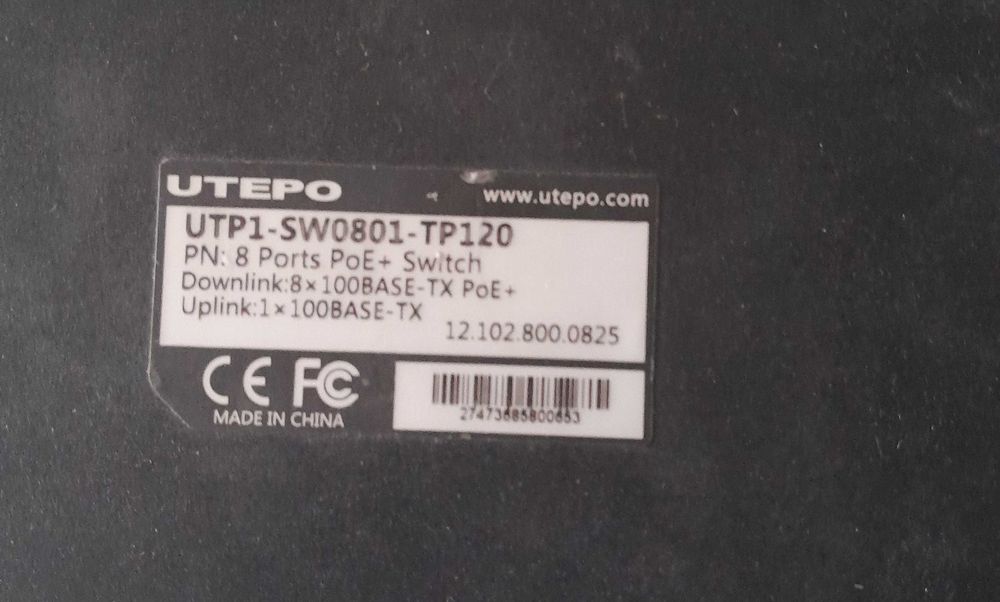 UTEPO
www.utepo.com
UTP1-SW0801-TP120
PN: 8 Ports PoE+ Switch
Downlink:8×100BASE-TX PoE+
Uplink:1×100BASE-TX
12.102.800.0825
CE FC
MADE IN CHINA
27473685800653